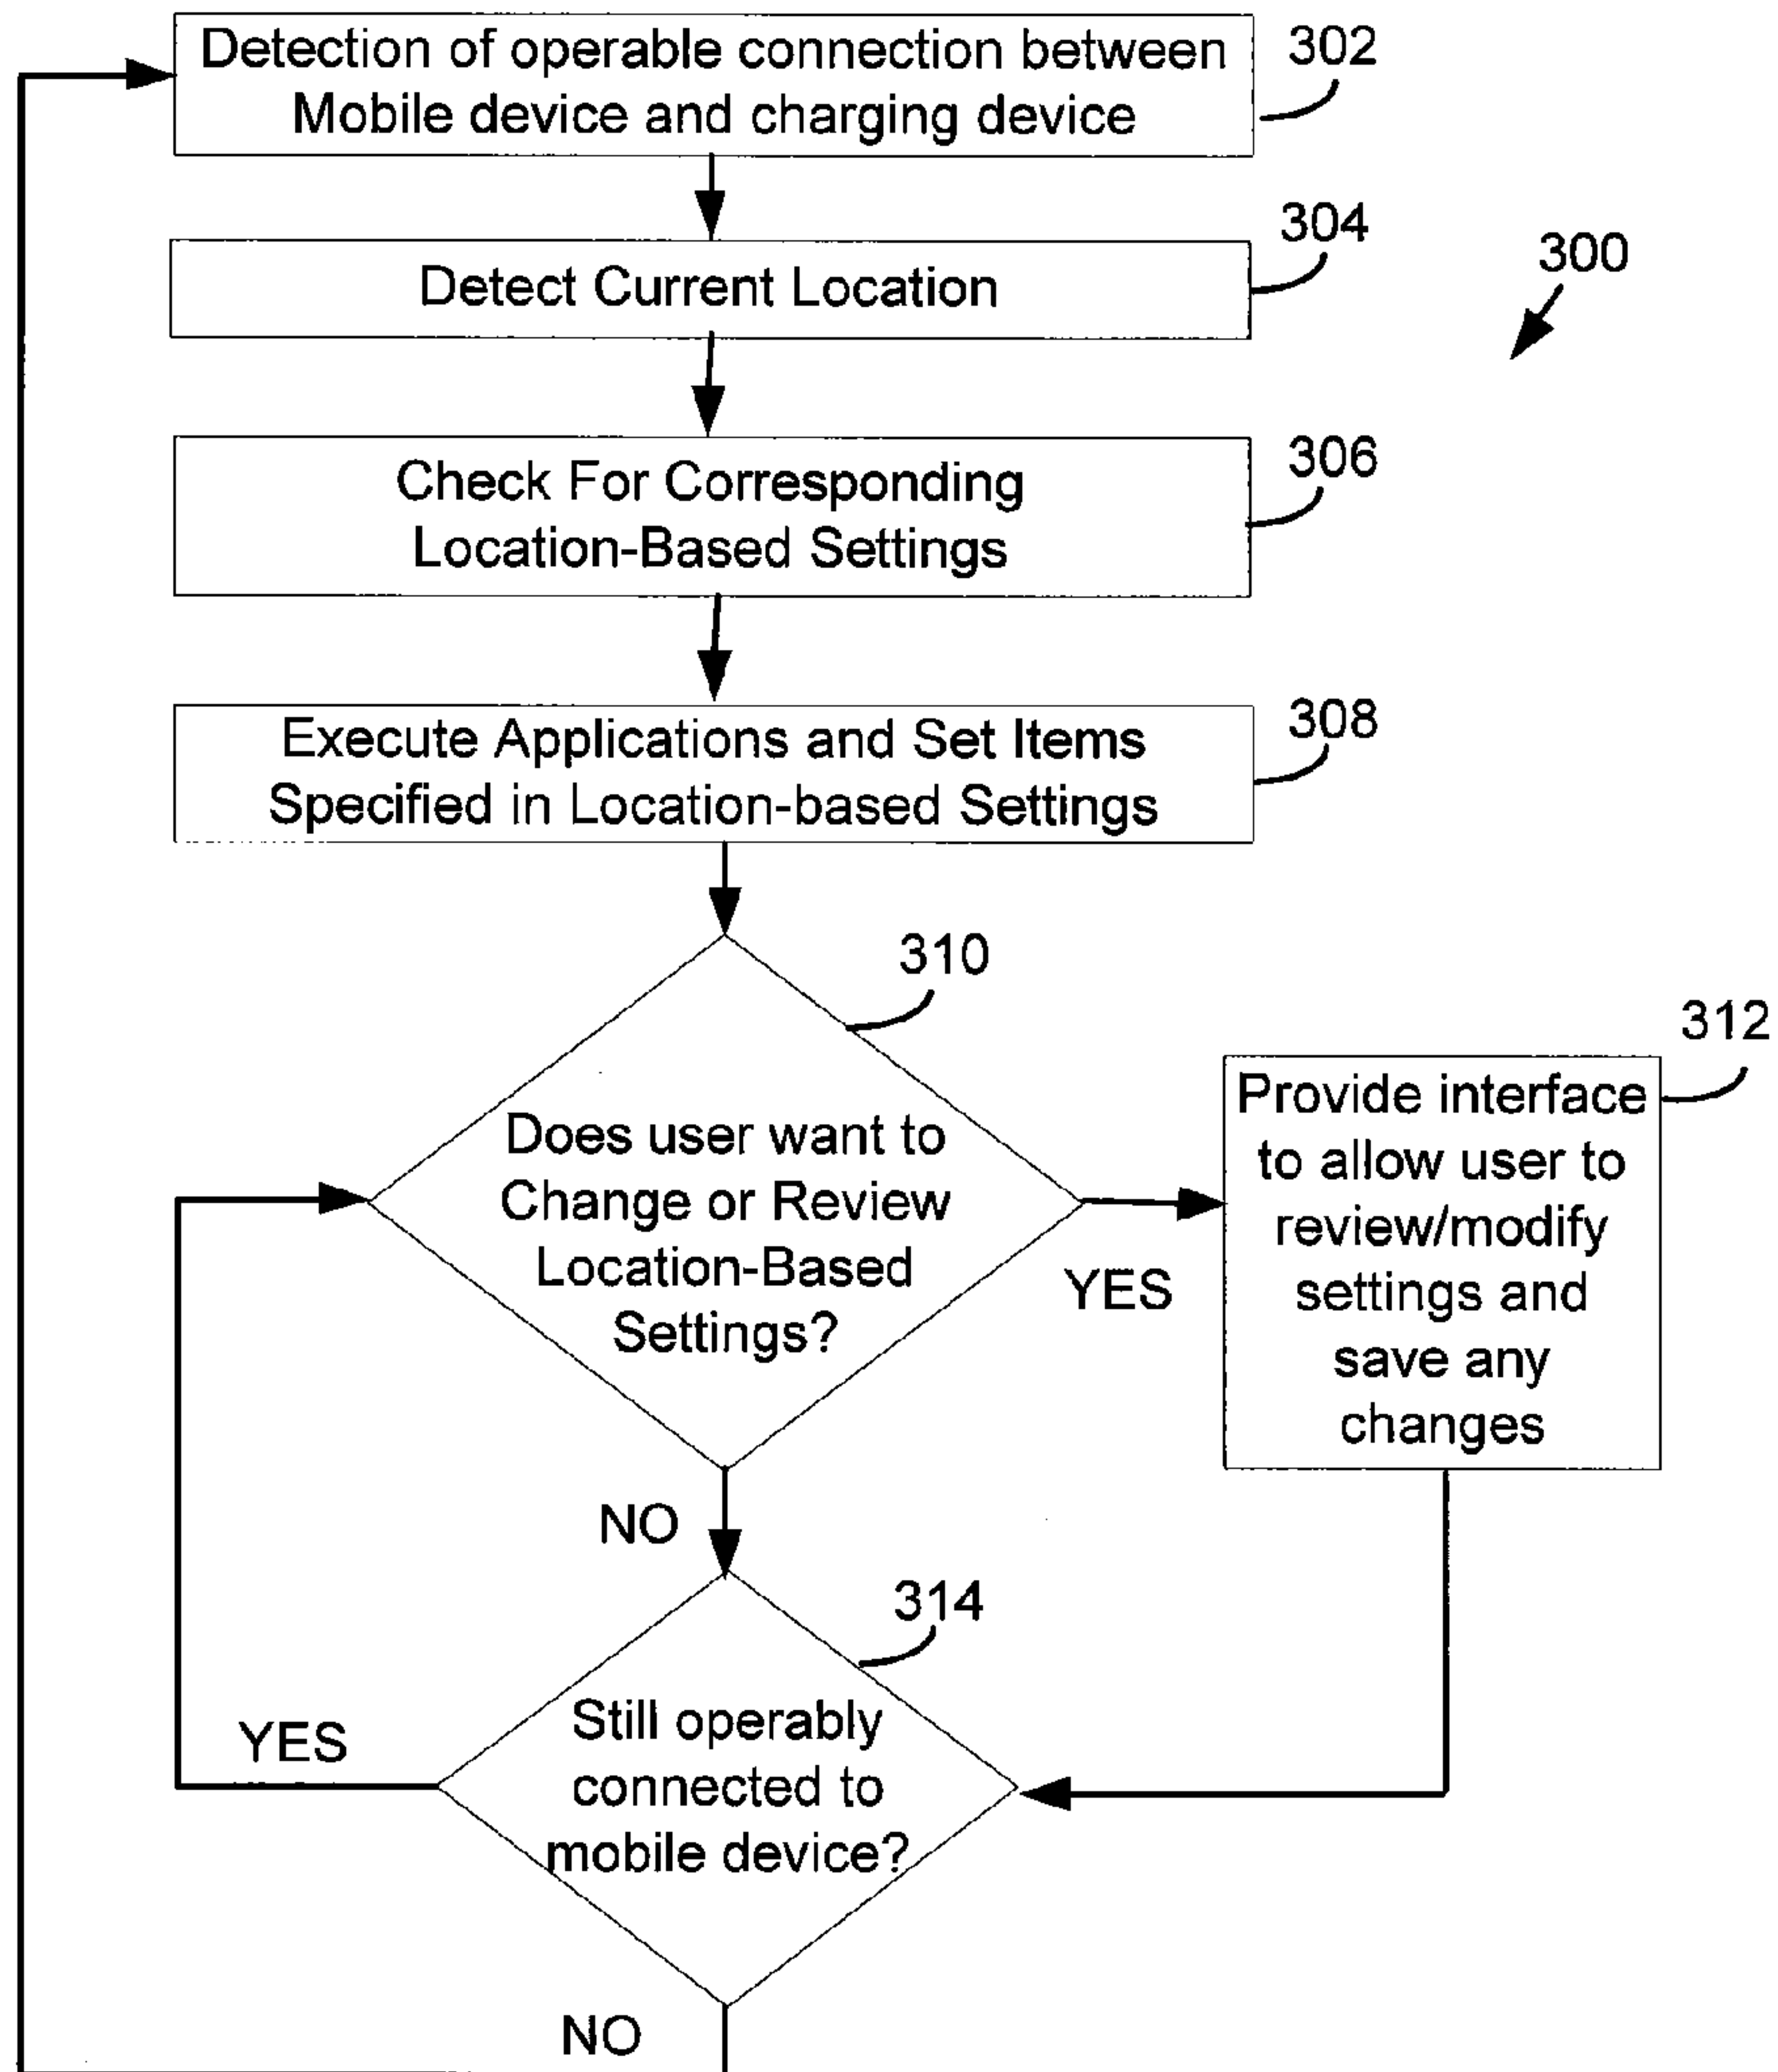 Detection of operable connection between
Mobile device and charging device
302
304
Detect Current Location
300
306
Check For Corresponding
Location-Based Settings
308
Execute Applications and Set Items
Specified in Location-based Settings
310
Does user want to
Change or Review
Location-Based
Settings?
YES
312
Provide interface
to allow user to
review/modify
settings and
save any
changes
NO
314
Still operably
connected to
mobile device?
YES
NO